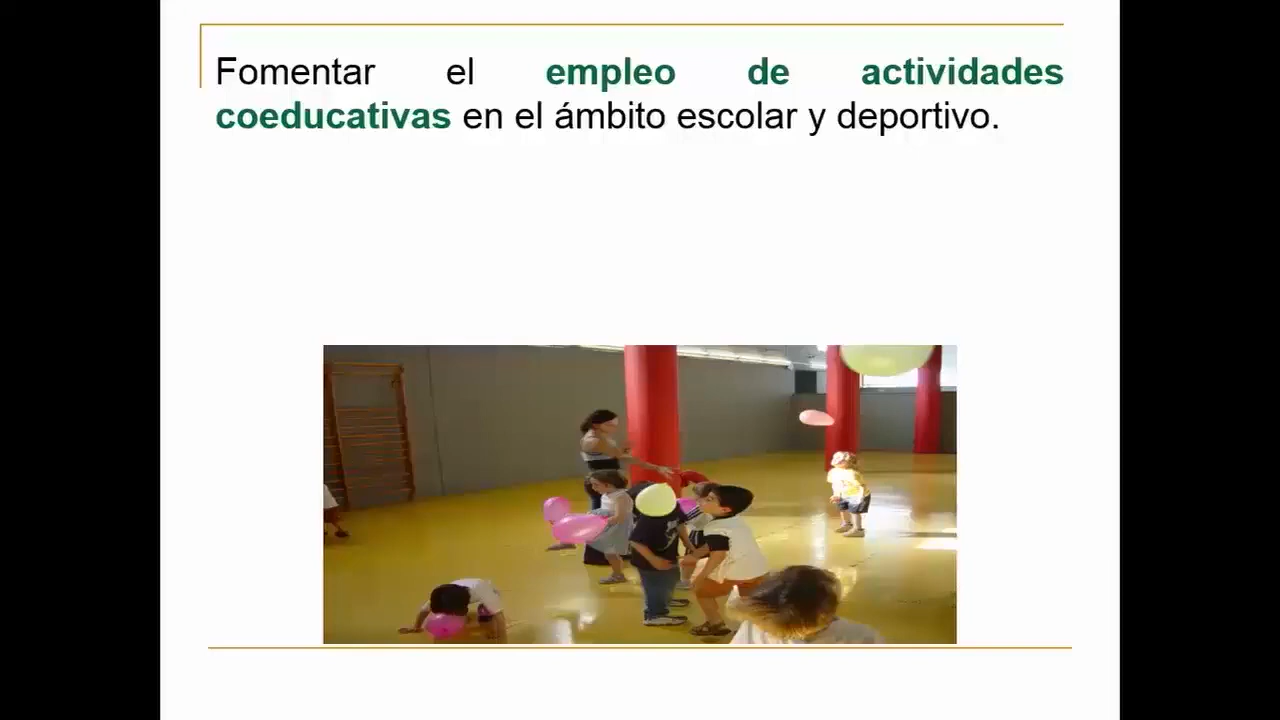 Fomentar el empleo de actividades
coeducativas en el ámbito escolar y deportivo.